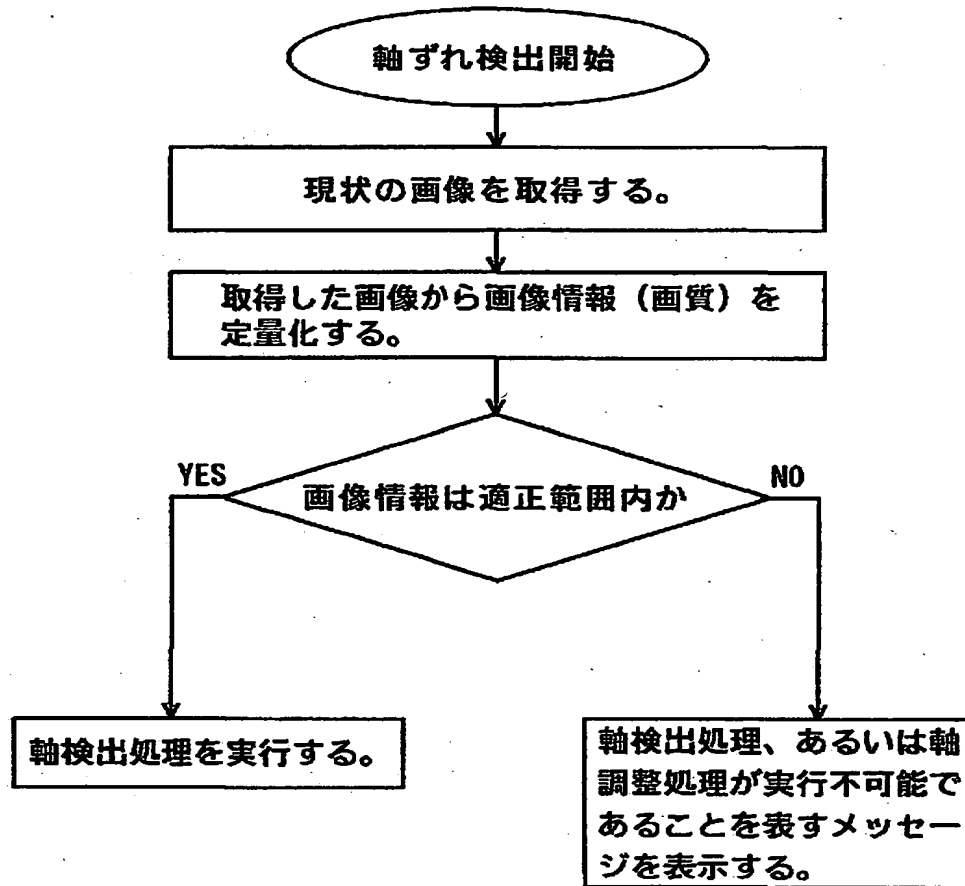 軸ずれ検出開始
現状の画像を取得する。
取得した画像から画像情報（画質）を
定量化する。
画像情報は適正範囲内か
YES
NO
軸検出処理を実行する。
軸検出処理、あるいは軸
調整処理が実行不可能で
あることを表すメッセー
ジを表示する。